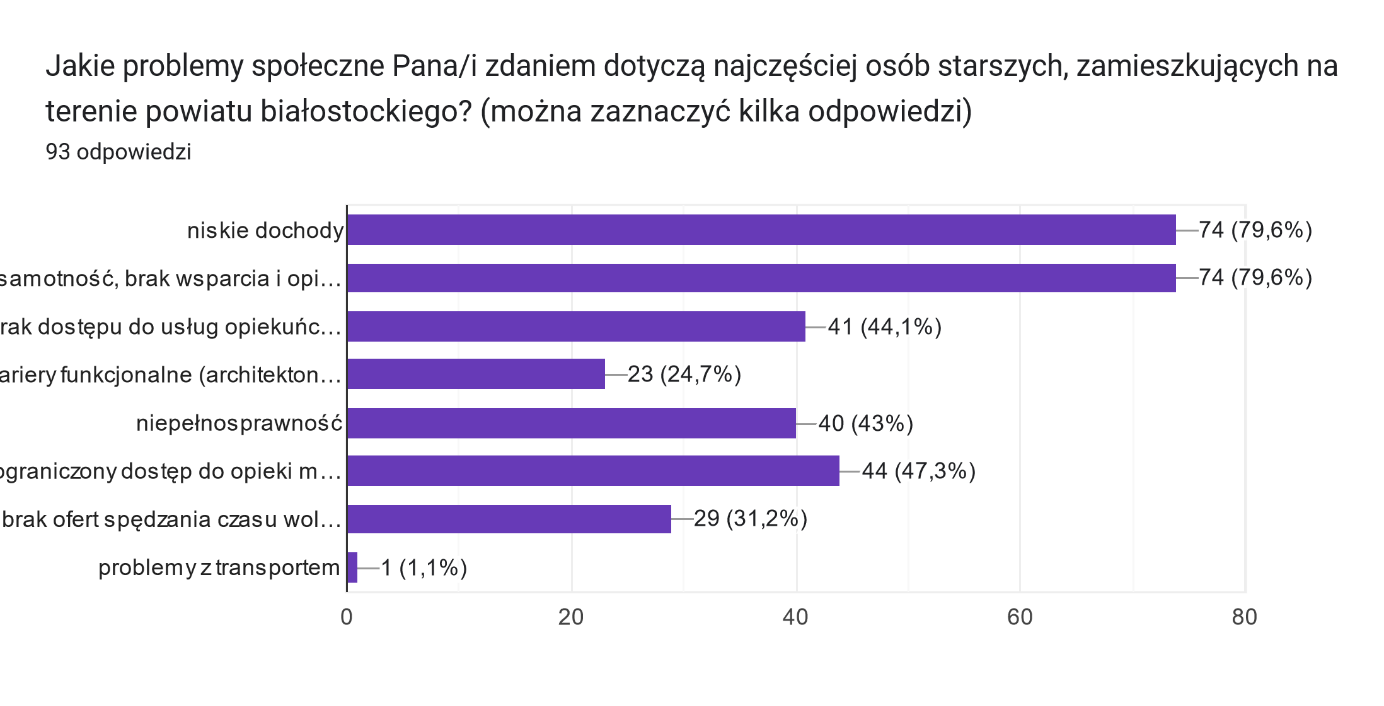 Jakie problemy społeczne Pana/i zdaniem dotyczą najczęściej osób starszych, zamieszkujących na
terenie powiatu białostockiego? (można zaznaczyć kilka odpowiedzi)
93 odpowiedzi
niskie dochody 74 (79,6%)
samotność, brak wsparcia i opi… 74 (79,6%)
rak dostępu do usług opiekuńc… 41 (44,1%)
ariery funkcjonalne (architekton… 23 (24,7%)
niepełnosprawność 40 (43%)
ograniczony dostęp do opieki m… 44 (47,3%)
brak ofert spędzania czasu wol… 29 (31,2%)
problemy z transportem 1 (1,1%)
0 20 40 60 80